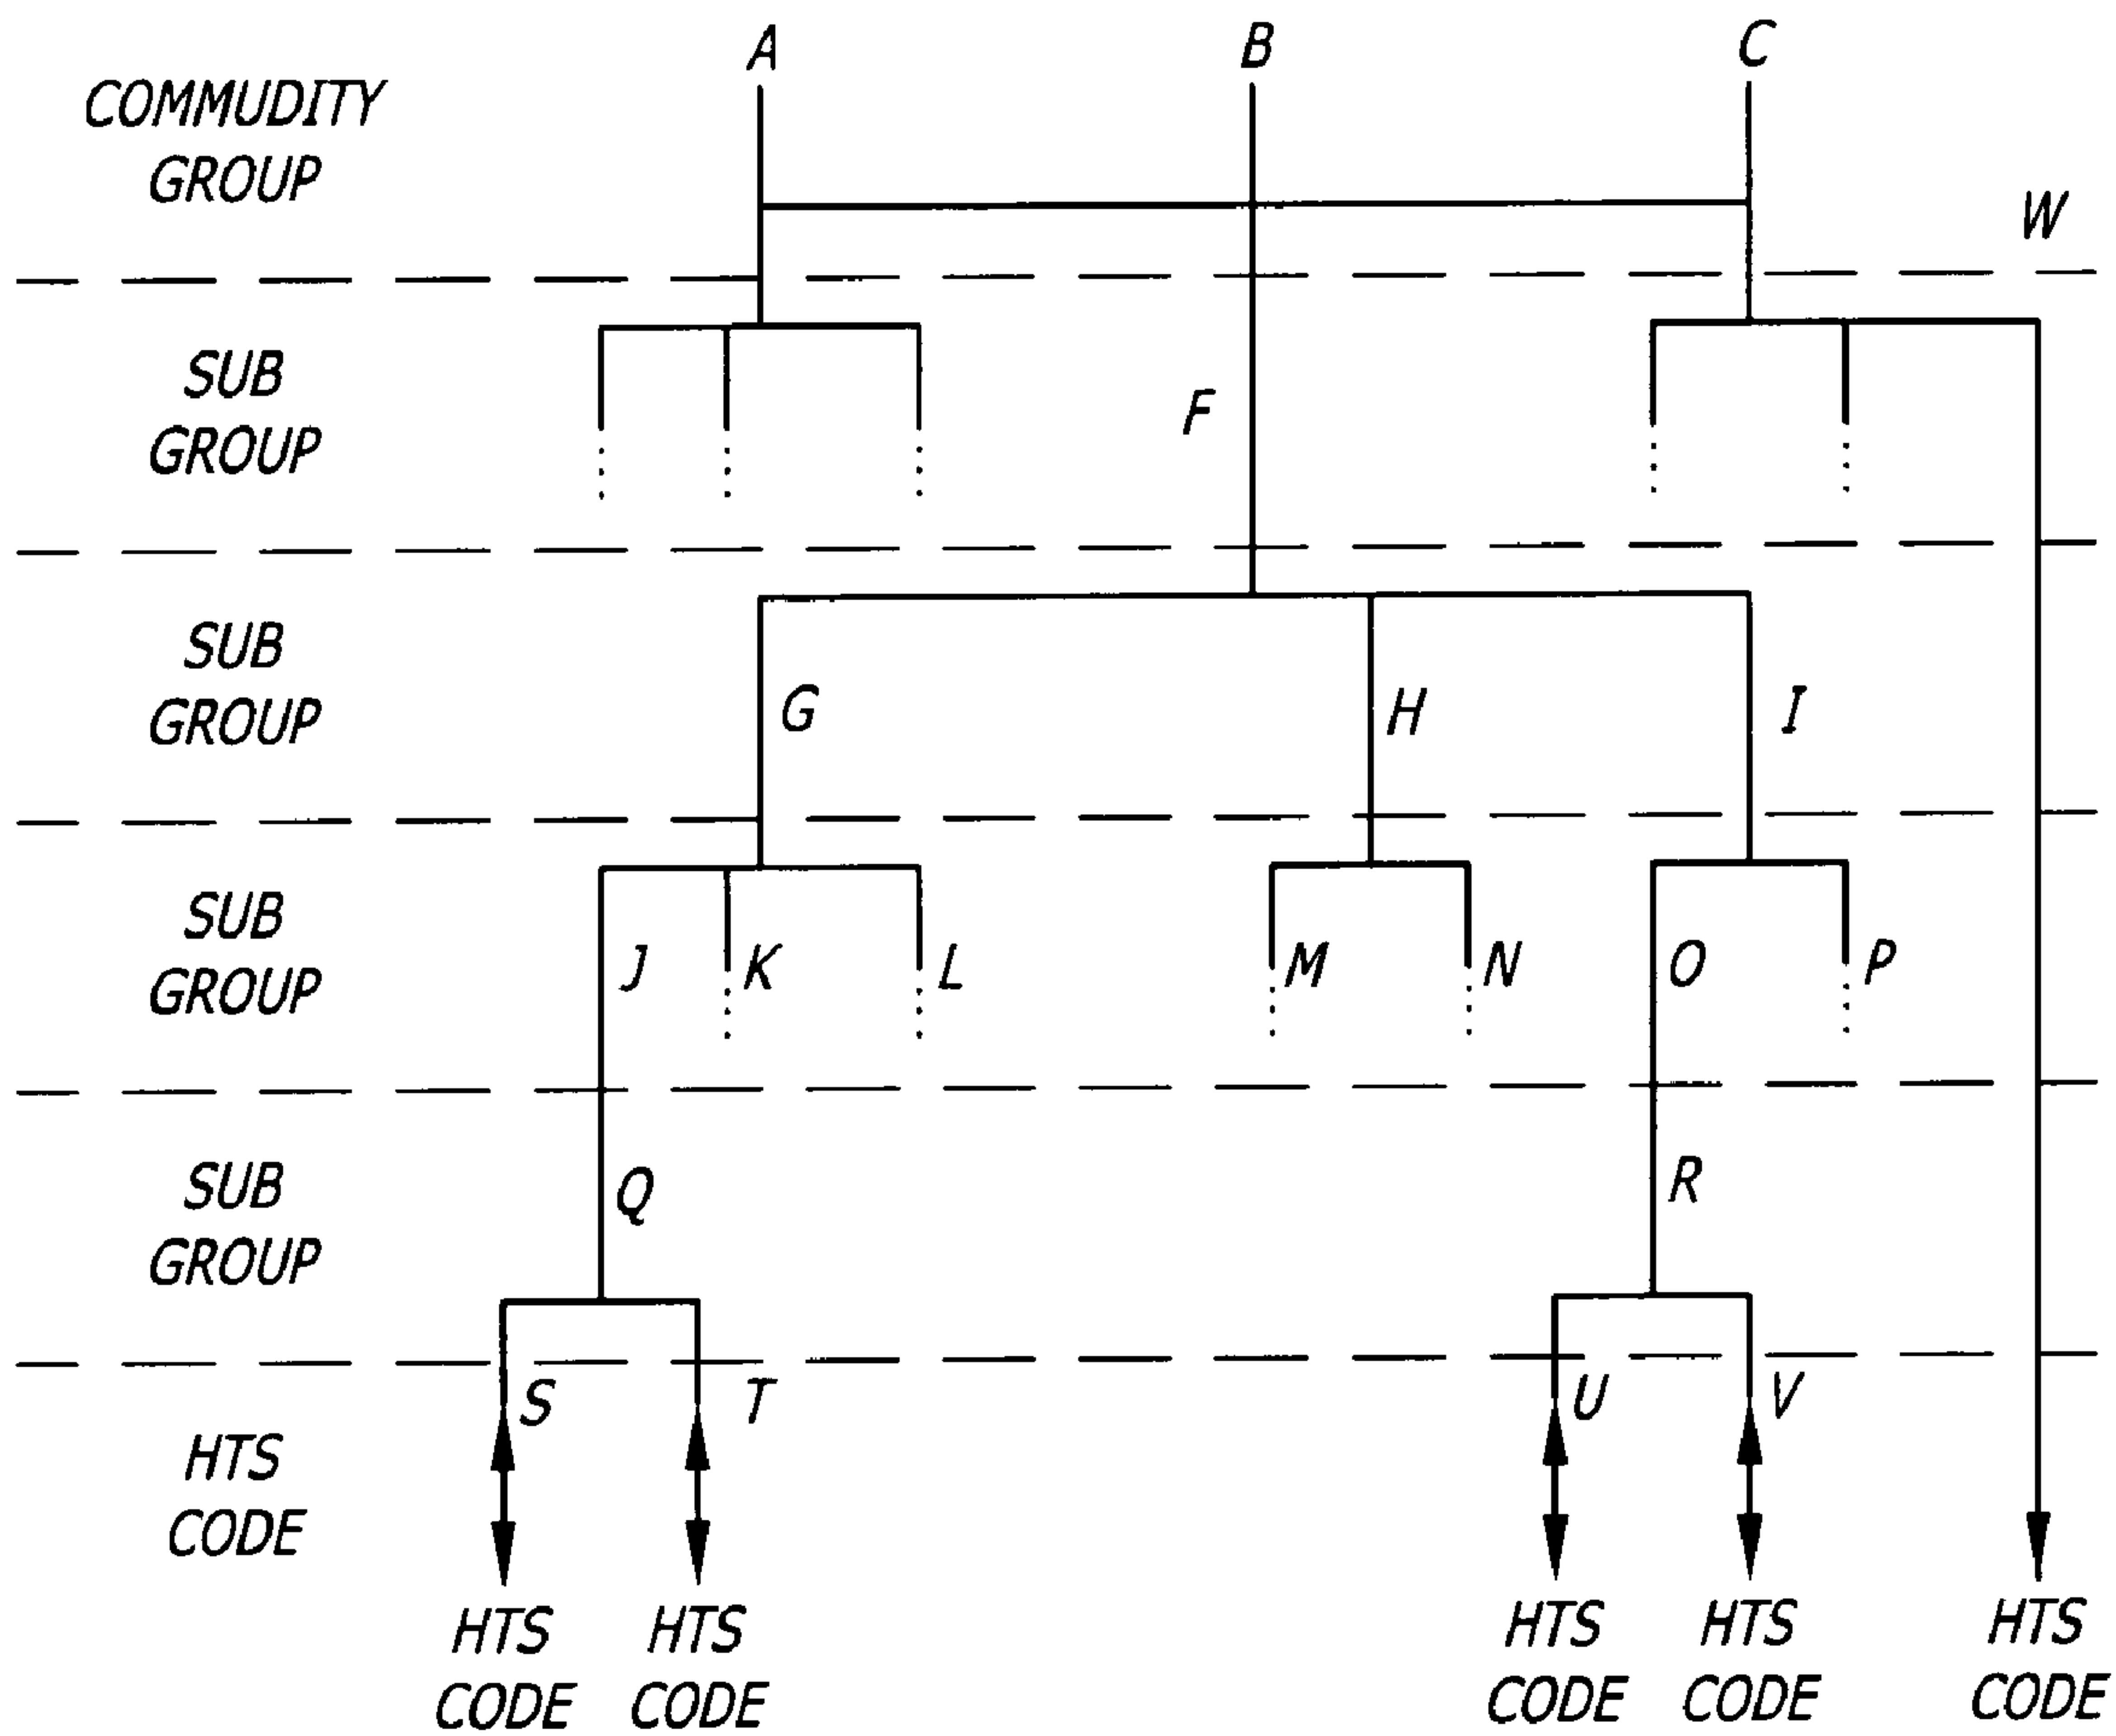 A B C
COMMUDITY
GROUP
W
SUB
GROUP
F
SUB
GROUP
G H I
SUB
GROUP
J K L M N O P
SUB
GROUP
Q R
S T U V
HTS
CODE
HTS HTS HTS HTS HTS
CODE CODE CODE CODE CODE